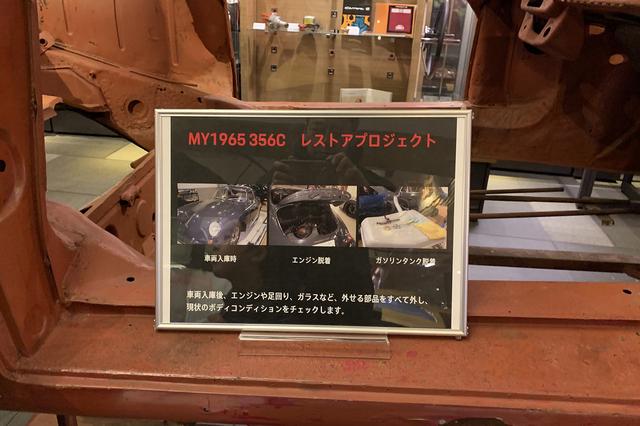 MY1965 356C レストアプロジェクト
車両入庫時
エンジン脱着
ガソリンタンク脱着
車両入庫後、エンジンや足回り、ガラスなど、外せる部品をすべて外し、
現状のボディコンディションをチェックします。